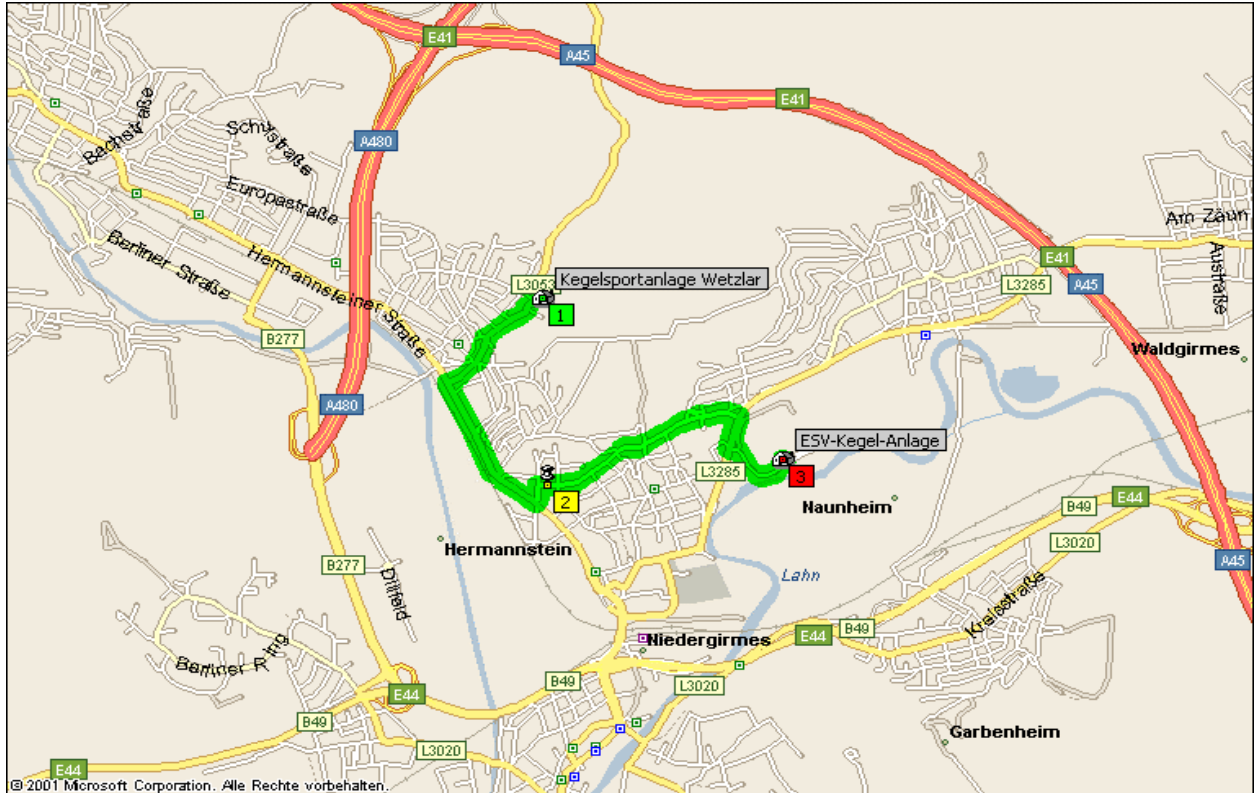 E41
A45
E41
A480
Bachstraße
Schulstraße
Europastraße
Berliner Straße
Hermannsteiner Straße
Am Zäun
Austraße
E41
A45
L3285
L3053
Kegelsportanlage Wetzlar
1
B277
Waldgirmes
A480
ESV-Kegel-Anlage
L3285
3
2
Naunheim
E44
B49
L3020
Hermannstein
A45
B277
Dillfeld
Lahn
Kreisstraße
B49
E44
Niedergirmes
Berliner Ring
B49
L3020
E44
B49
L3020
Garbenheim
E44
© 2001 Microsoft Corporation. Alle Rechte vorbehalten.